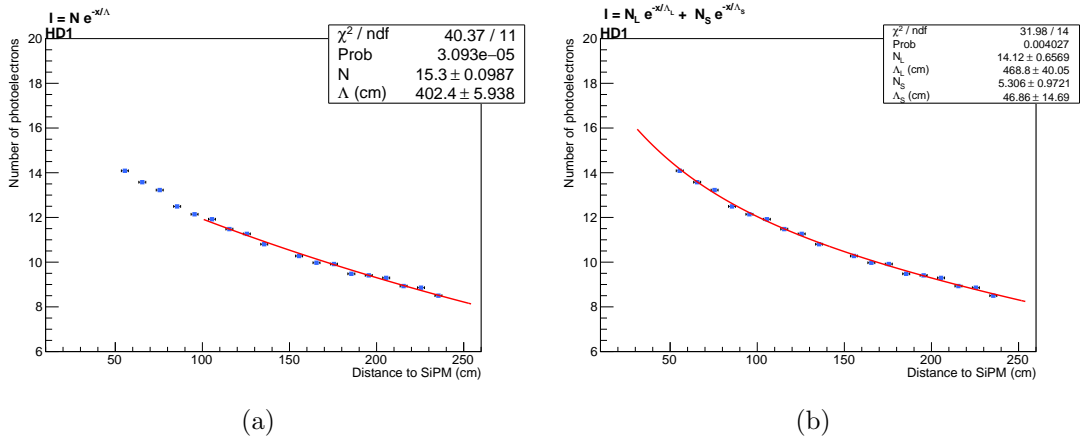 I = N e^-x/Λ
HD1
χ² / ndf 40.37 / 11
Prob 3.093e−05
N 15.3 ± 0.0987
Λ (cm) 402.4 ± 5.938
Number of photoelectrons
20
18
16
14
12
10
8
6
50 100 150 200 250
Distance to SiPM (cm)
(a)
I = N_L e^-x/Λ_L + N_S e^-x/Λ_S
HD1
χ² / ndf 31.98 / 14
Prob 0.004027
N_L 14.12 ± 0.6569
Λ_L (cm) 468.8 ± 40.05
N_S 5.306 ± 0.9721
Λ_S (cm) 46.86 ± 14.69
Number of photoelectrons
20
18
16
14
12
10
8
6
50 100 150 200 250
Distance to SiPM (cm)
(b)